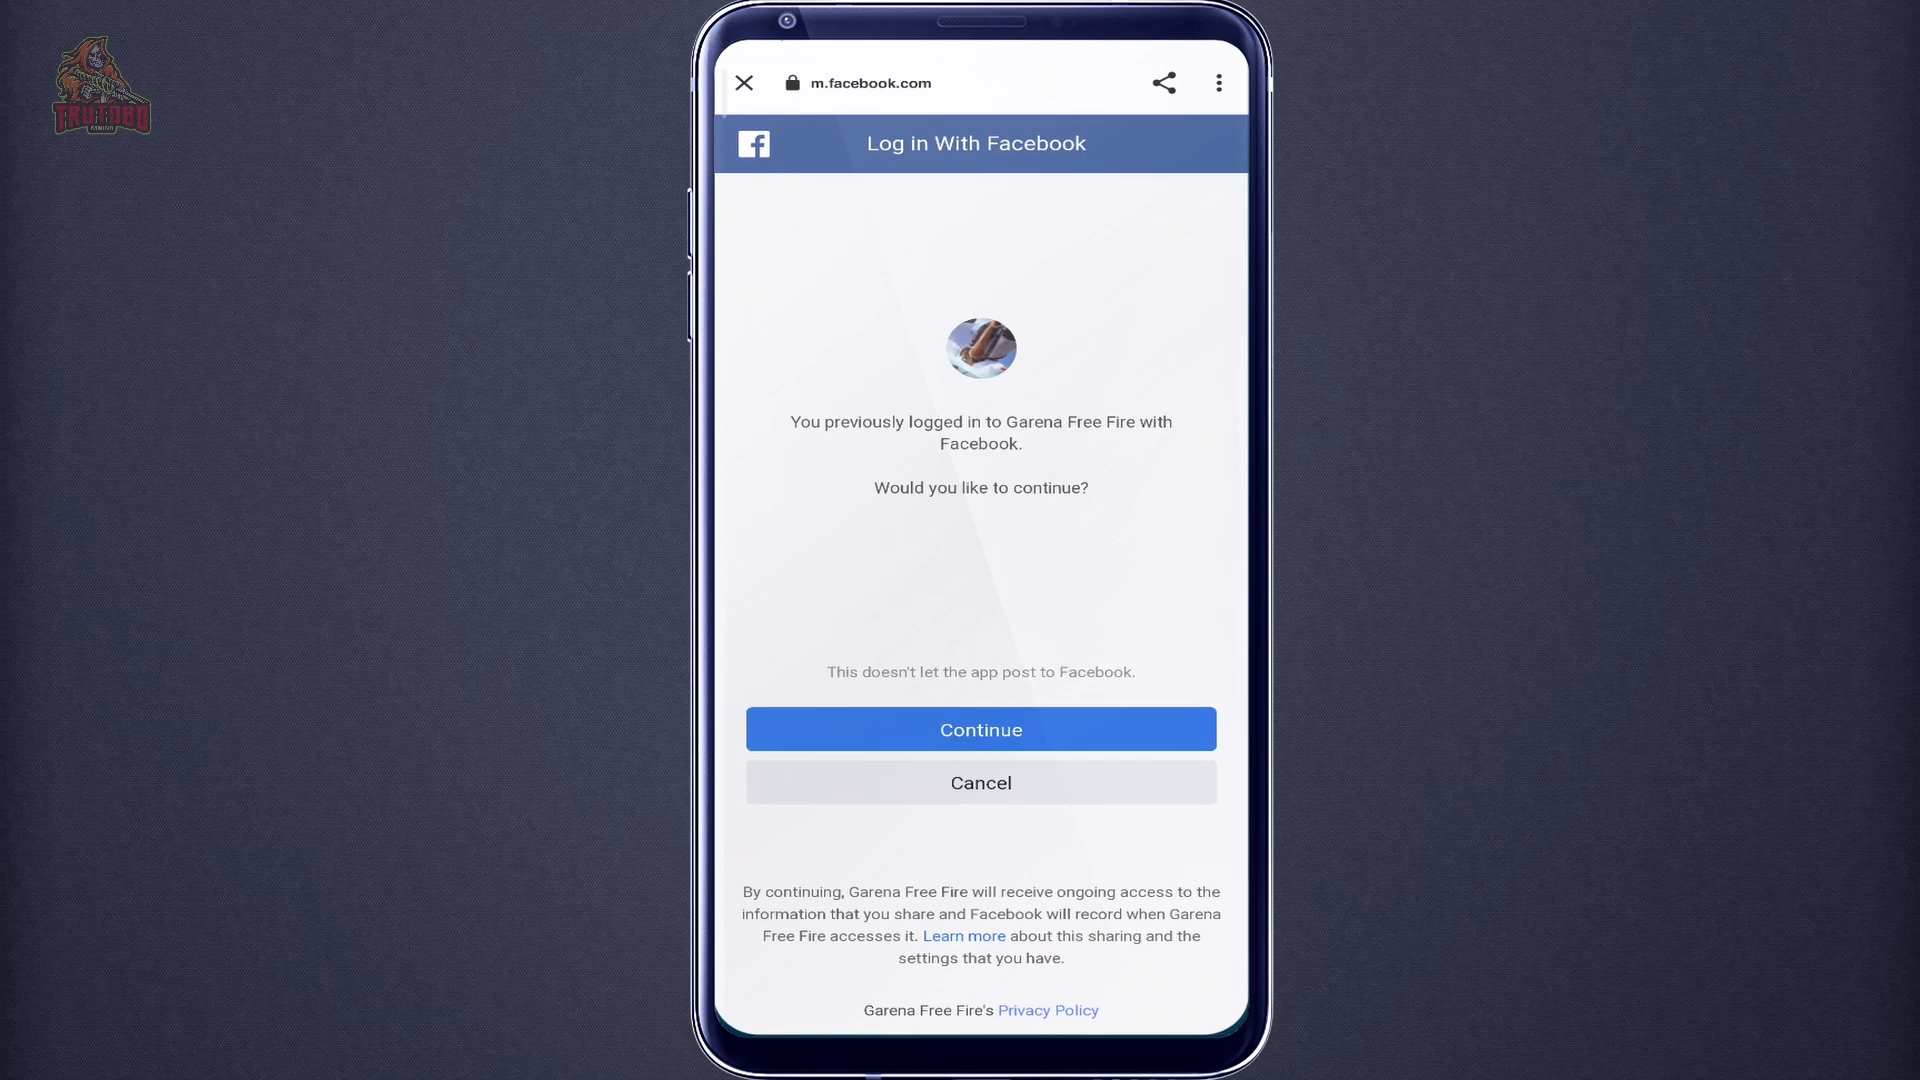 TRUTOBO
GAMING
m.facebook.com
Log in With Facebook
You previously logged in to Garena Free Fire with
Facebook.
Would you like to continue?
This doesn't let the app post to Facebook.
Continue
Cancel
By continuing, Garena Free Fire will receive ongoing access to the
information that you share and Facebook will record when Garena
Free Fire accesses it. Learn more about this sharing and the
settings that you have.
Garena Free Fire's Privacy Policy